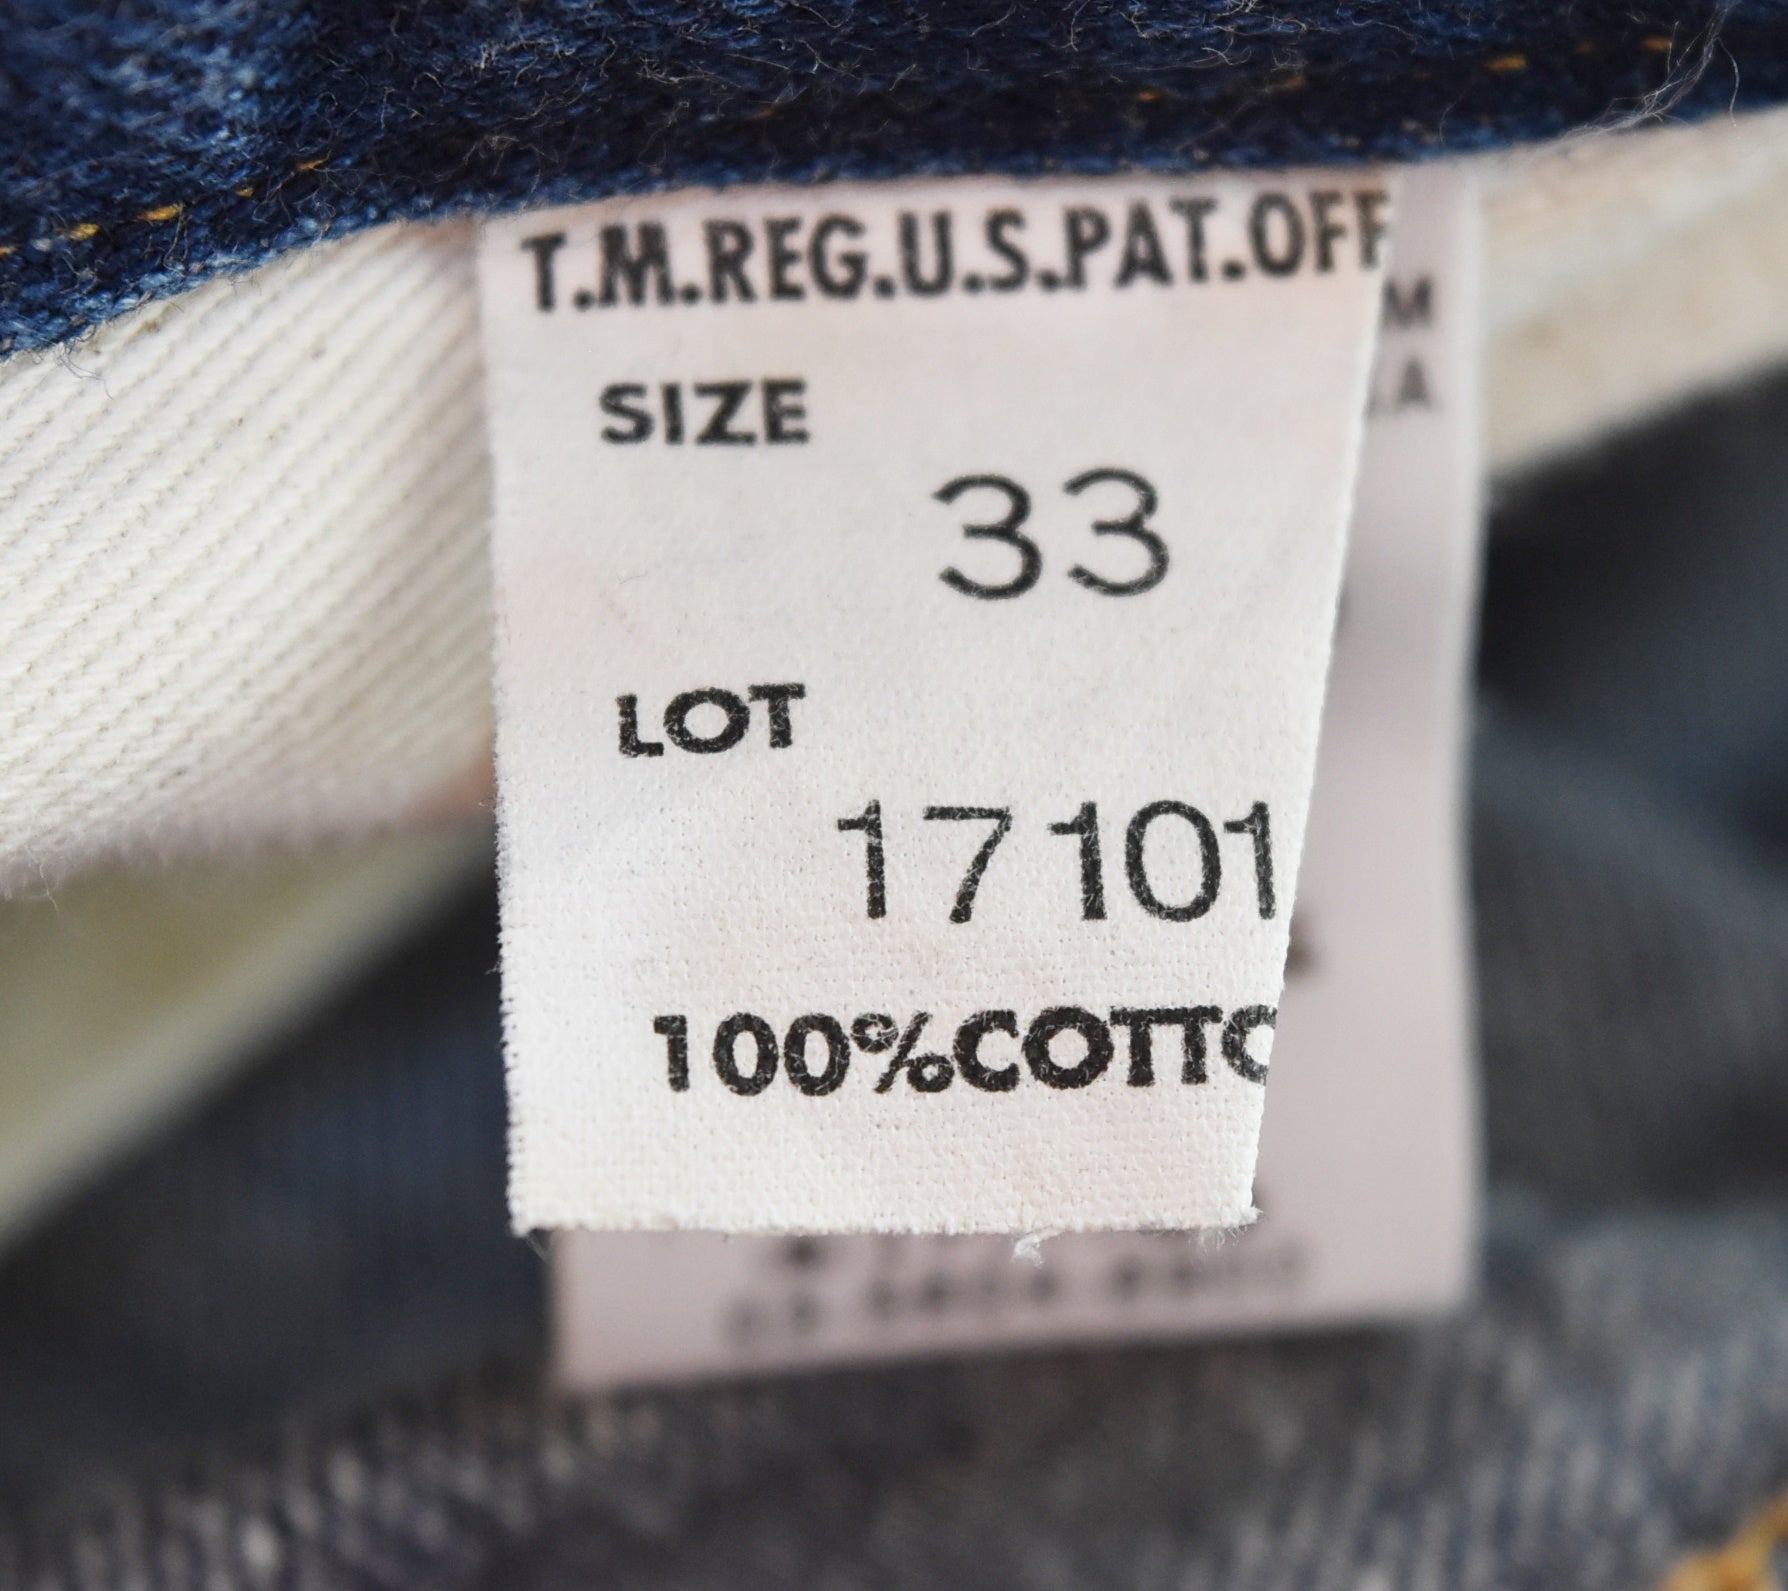 T.M.REG.U.S.PAT.OFF
SIZE
33
LOT
17101
100%COTTO
M
.A